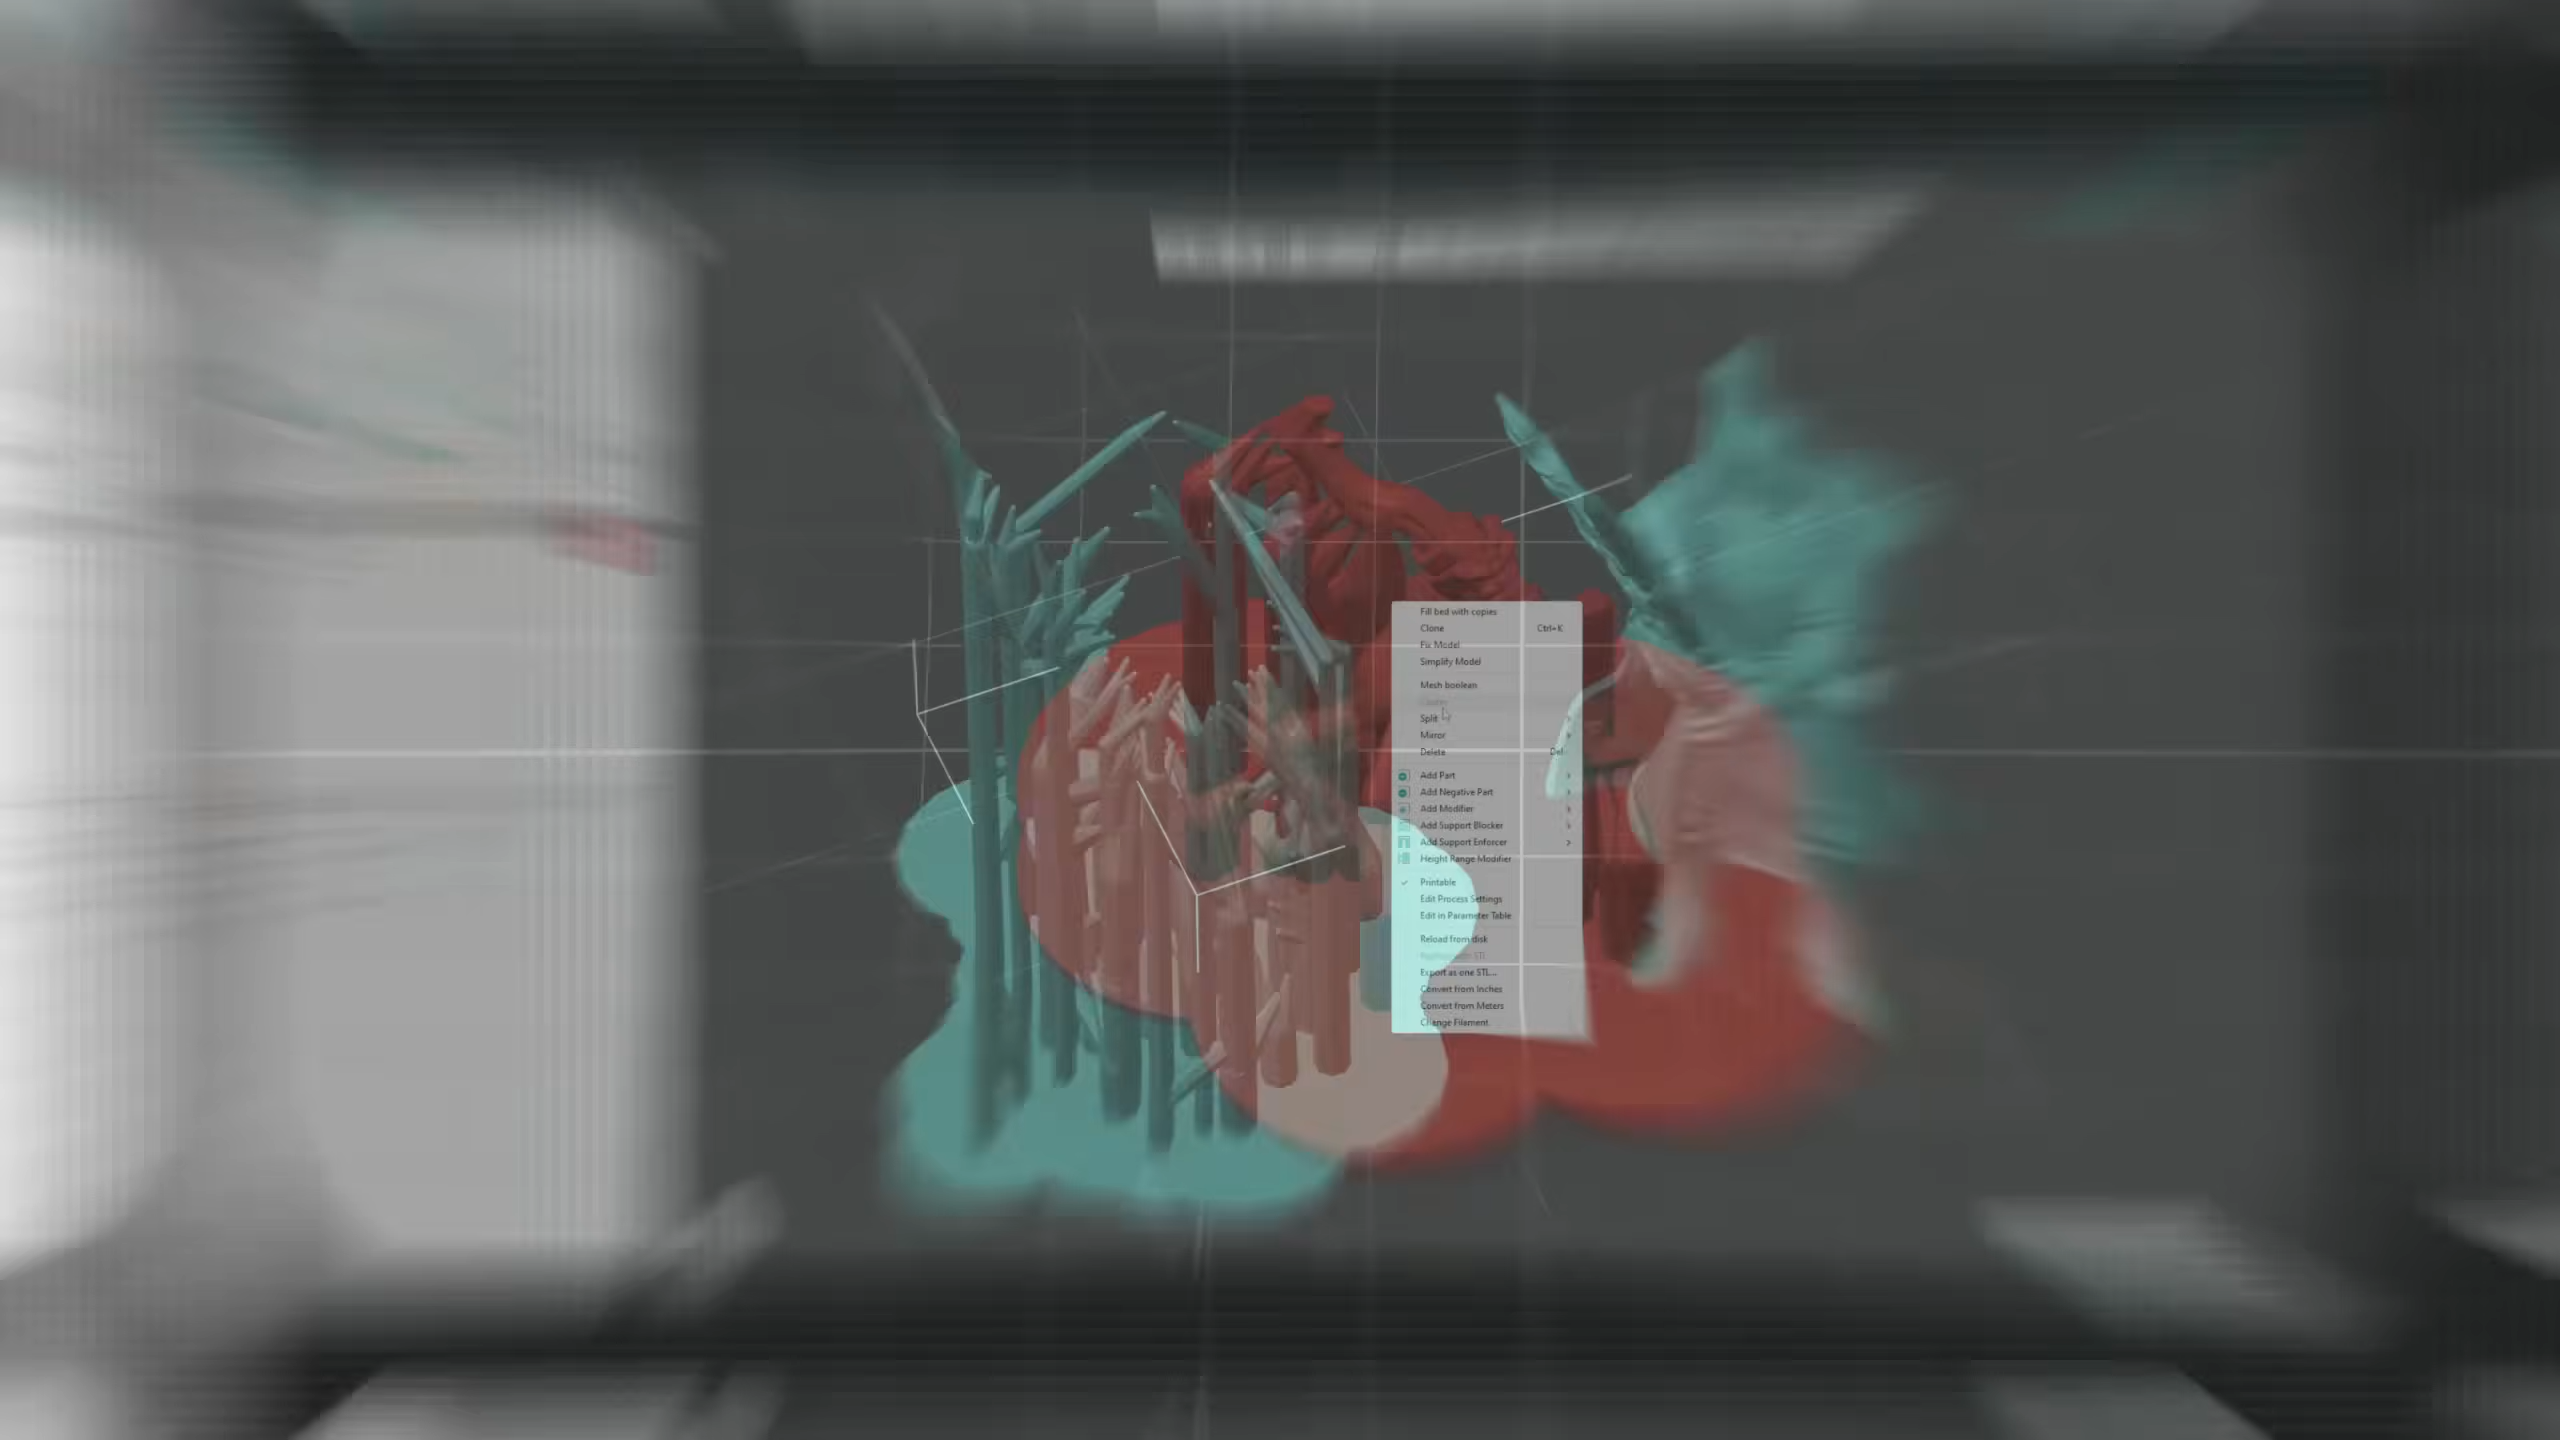 Fill bed with copies
Clone Ctrl+K
Fix Model
Simplify Model
Mesh boolean
Split
Mirror
Delete Del
Add Part
Add Negative Part
Add Modifier
Add Support Blocker
Add Support Enforcer
Height Range Modifier
Printable
Edit Process Settings
Edit in Parameter Table
Reload from disk
Export as one STL...
Convert from Inches
Convert from Meters
Change Filament